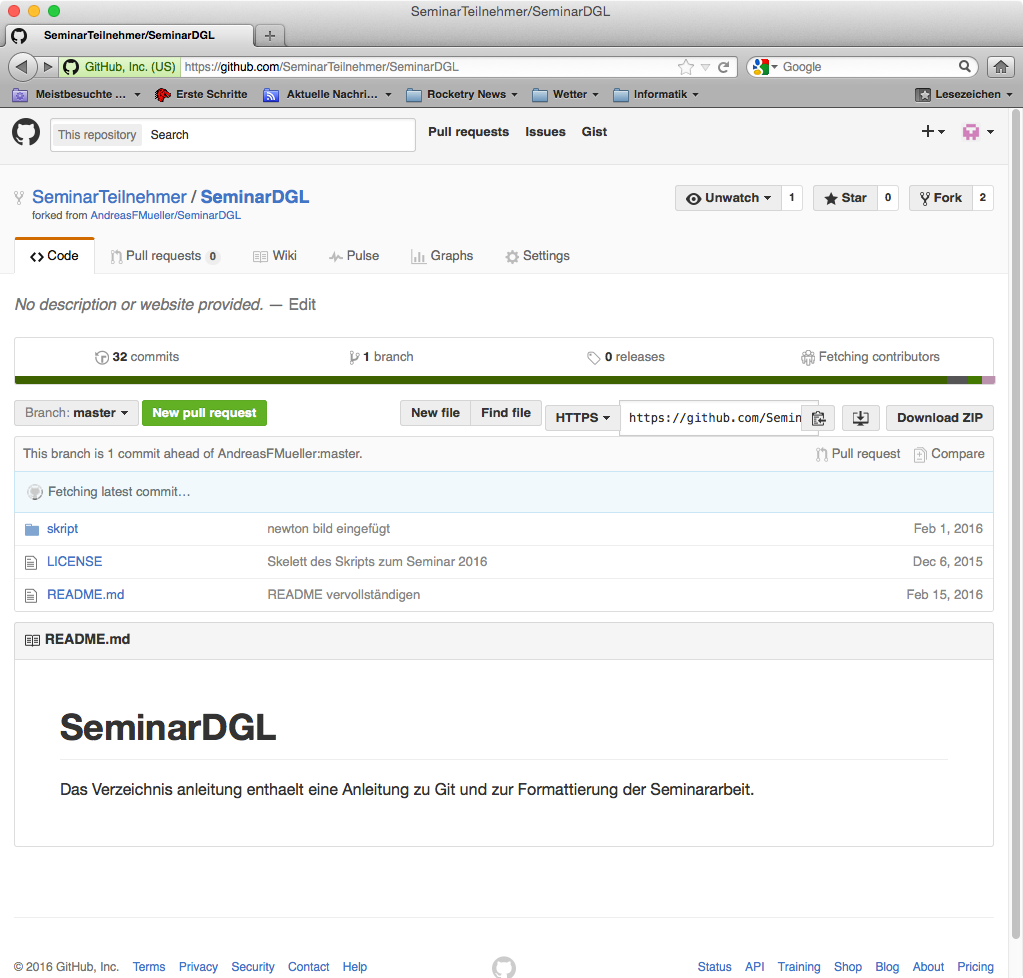 SeminarTeilnehmer/SeminarDGL
SeminarTeilnehmer/SeminarDGL
GitHub, Inc. (US) https://github.com/SeminarTeilnehmer/SeminarDGL Google
Meistbesuchte ... Erste Schritte Aktuelle Nachri... Rocketry News Wetter Informatik Lesezeichen
This repository Search Pull requests Issues Gist
SeminarTeilnehmer / SeminarDGL Unwatch 1 Star 0 Fork 2
forked from AndreasFMueller/SeminarDGL
Code Pull requests 0 Wiki Pulse Graphs Settings
No description or website provided. — Edit
32 commits 1 branch 0 releases Fetching contributors
Branch: master New pull request New file Find file HTTPS https://github.com/Semin Download ZIP
This branch is 1 commit ahead of AndreasFMueller:master. Pull request Compare
Fetching latest commit…
skript newton bild eingefügt Feb 1, 2016
LICENSE Skelett des Skripts zum Seminar 2016 Dec 6, 2015
README.md README vervollständigen Feb 15, 2016
README.md
SeminarDGL
Das Verzeichnis anleitung enthaelt eine Anleitung zu Git und zur Formattierung der Seminararbeit.
© 2016 GitHub, Inc. Terms Privacy Security Contact Help Status API Training Shop Blog About Pricing